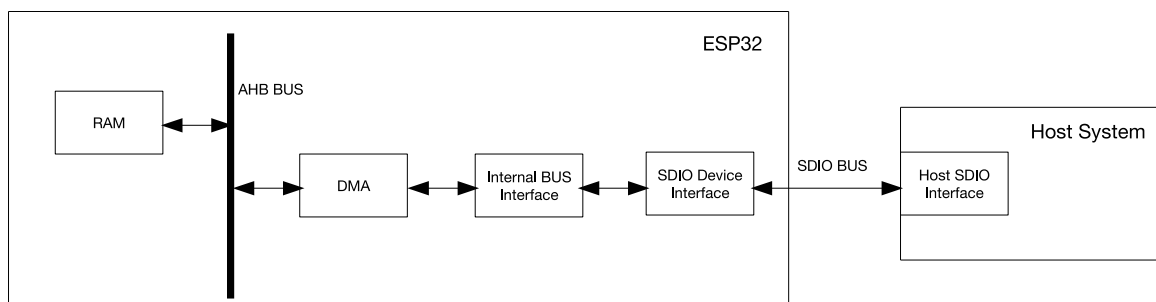 ESP32
AHB BUS
RAM
Host System
SDIO BUS
DMA
Internal BUS
Interface
SDIO Device
Interface
Host SDIO
Interface